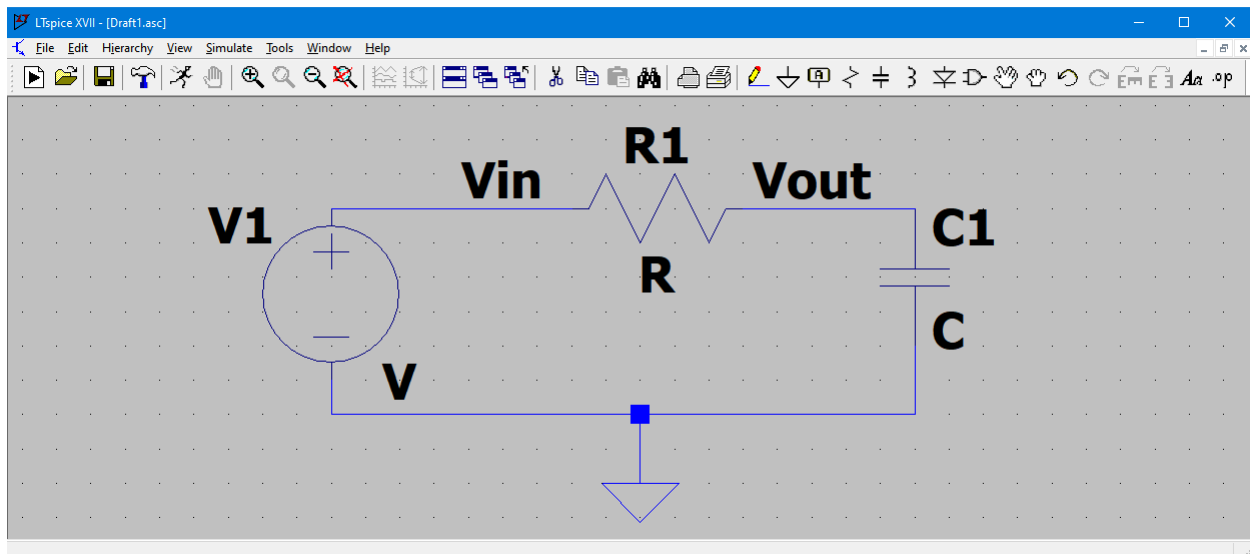 LTspice XVII - [Draft1.asc]
File Edit Hierarchy View Simulate Tools Window Help
A Aa .op
R1
Vin Vout
V1 C1
R
C
V